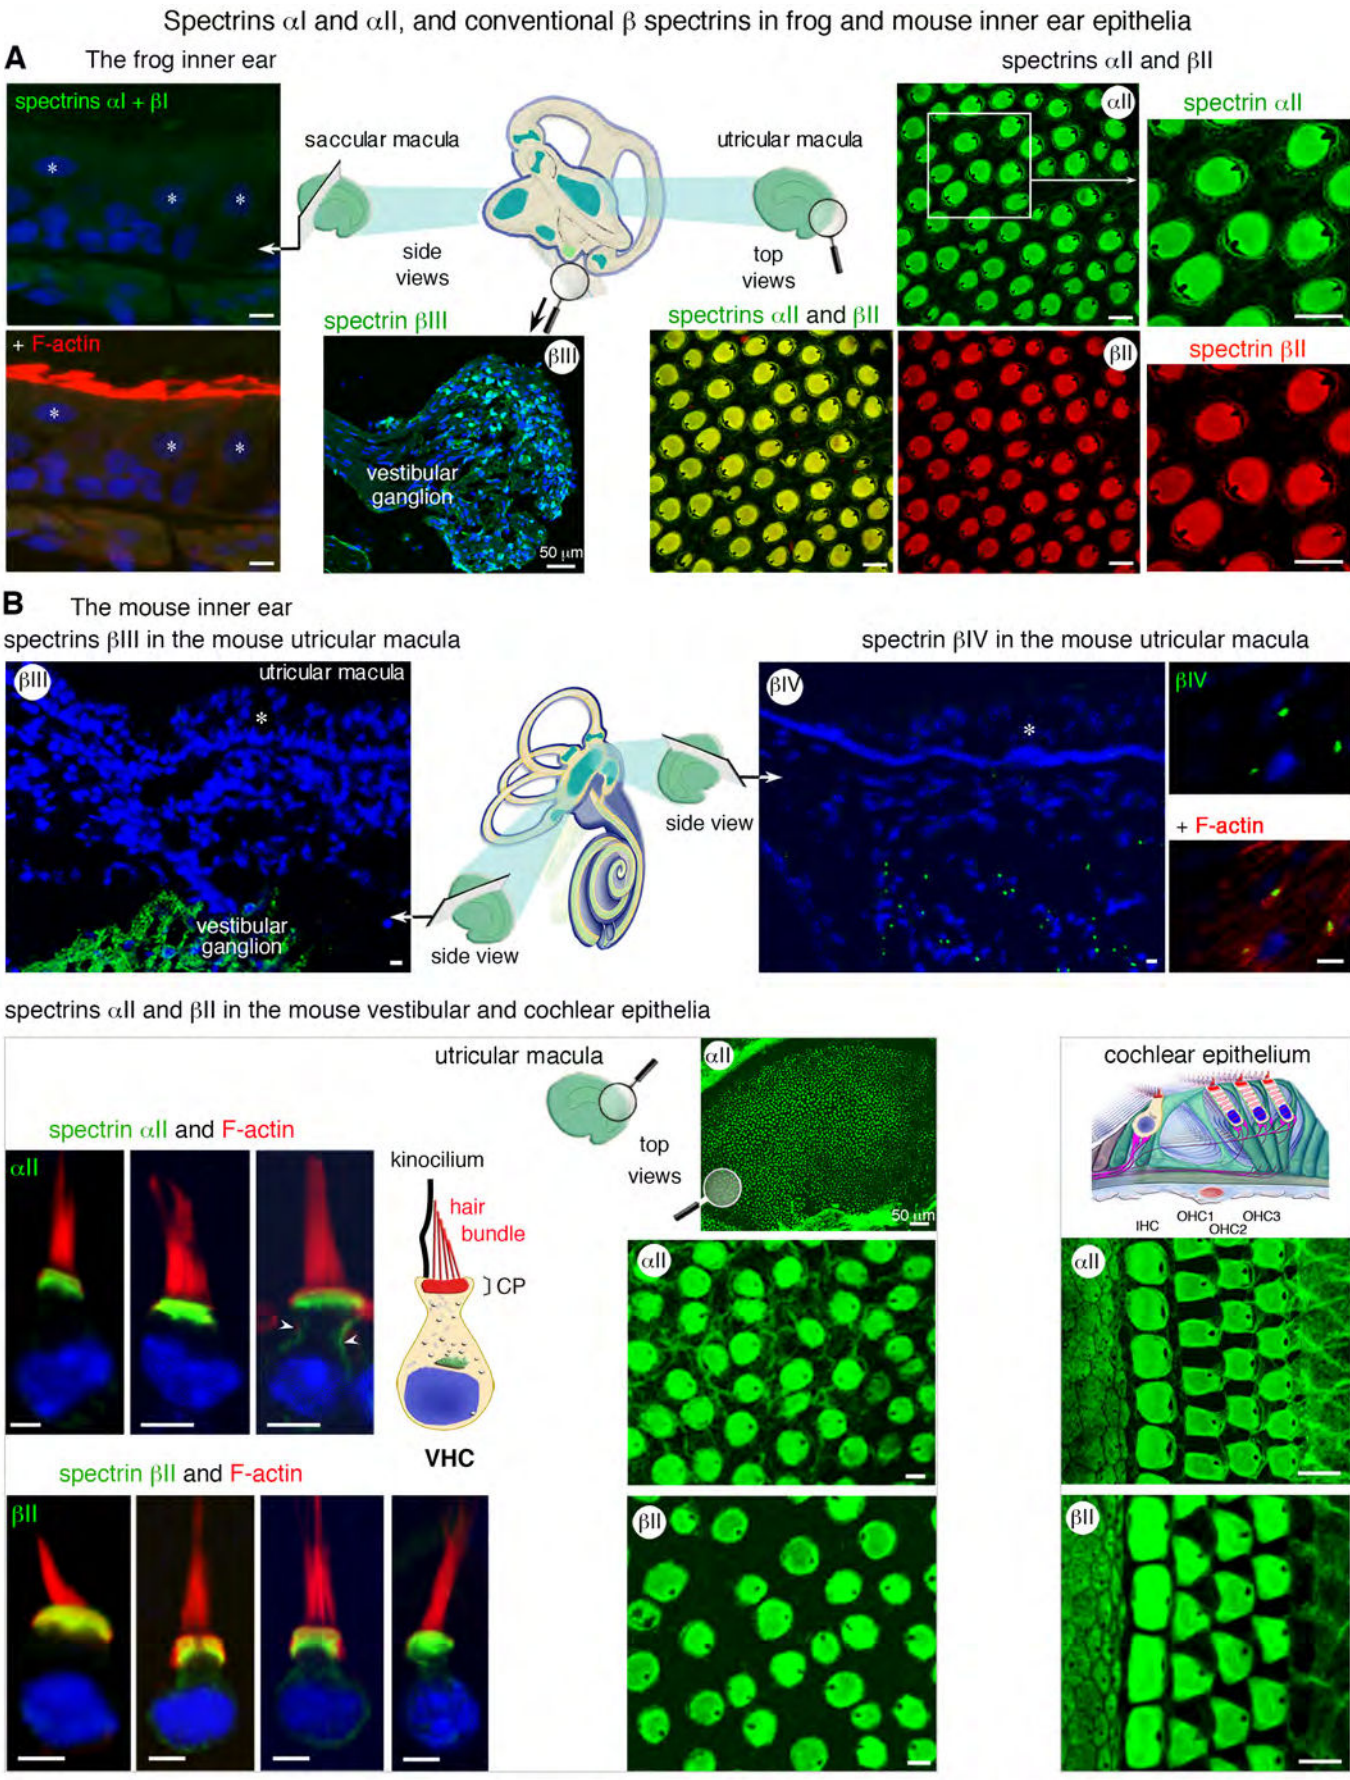 Spectrins αI and αII, and conventional β spectrins in frog and mouse inner ear epithelia
A The frog inner ear
spectrins αII and βII
spectrins αI + βI
*
*
*
saccular macula
side
views
utricular macula
top
views
αII
spectrin αII
+ F-actin
*
*
*
spectrin βIII
βIII
vestibular
ganglion
50 μm
spectrins αII and βII
βII
spectrin βII
B The mouse inner ear
spectrins βIII in the mouse utricular macula
spectrin βIV in the mouse utricular macula
βIII
utricular macula
*
vestibular
ganglion
side view
side view
βIV
*
βIV
+ F-actin
spectrins αII and βII in the mouse vestibular and cochlear epithelia
utricular macula
top
views
αII
50 μm
cochlear epithelium
IHC
OHC1
OHC2
OHC3
spectrin αII and F-actin
αII
kinocilium
hair
bundle
CP
VHC
αII
αII
spectrin βII and F-actin
βII
βII
βII